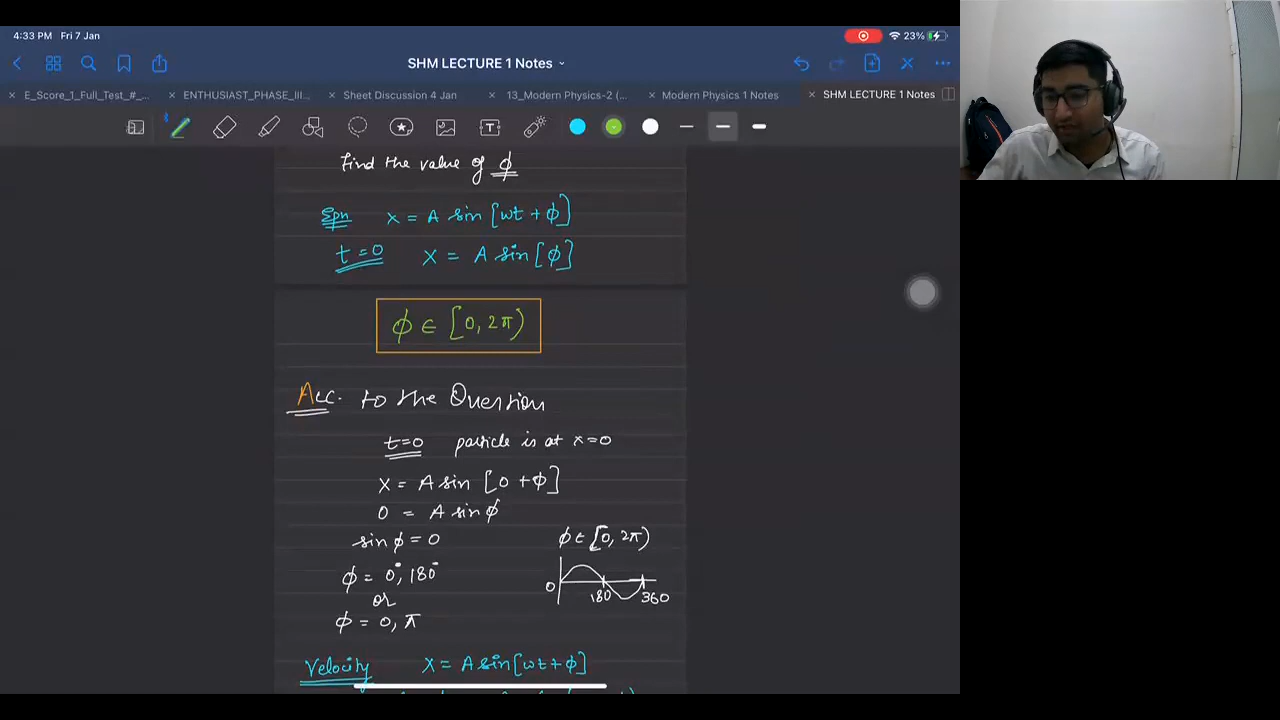 4:33 PM Fri 7 Jan
23%
SHM LECTURE 1 Notes
E_Score_1_Full_Test_#_...
ENTHUSIAST_PHASE_III...
Sheet Discussion 4 Jan
13_Modern Physics-2 (...
Modern Physics 1 Notes
SHM LECTURE 1 Notes
Find the value of ϕ
Eqn x = A sin [wt + ϕ]
t=0 x = A sin [ϕ]
ϕ ∈ [0, 2π)
Acc. to the Question
t=0 particle is at x=0
x = A sin [0 + ϕ]
0 = A sin ϕ
sin ϕ = 0
ϕ ∈ [0, 2π)
ϕ = 0°, 180°
0 180 360
or
ϕ = 0, π
Velocity x = A sin [wt + ϕ]